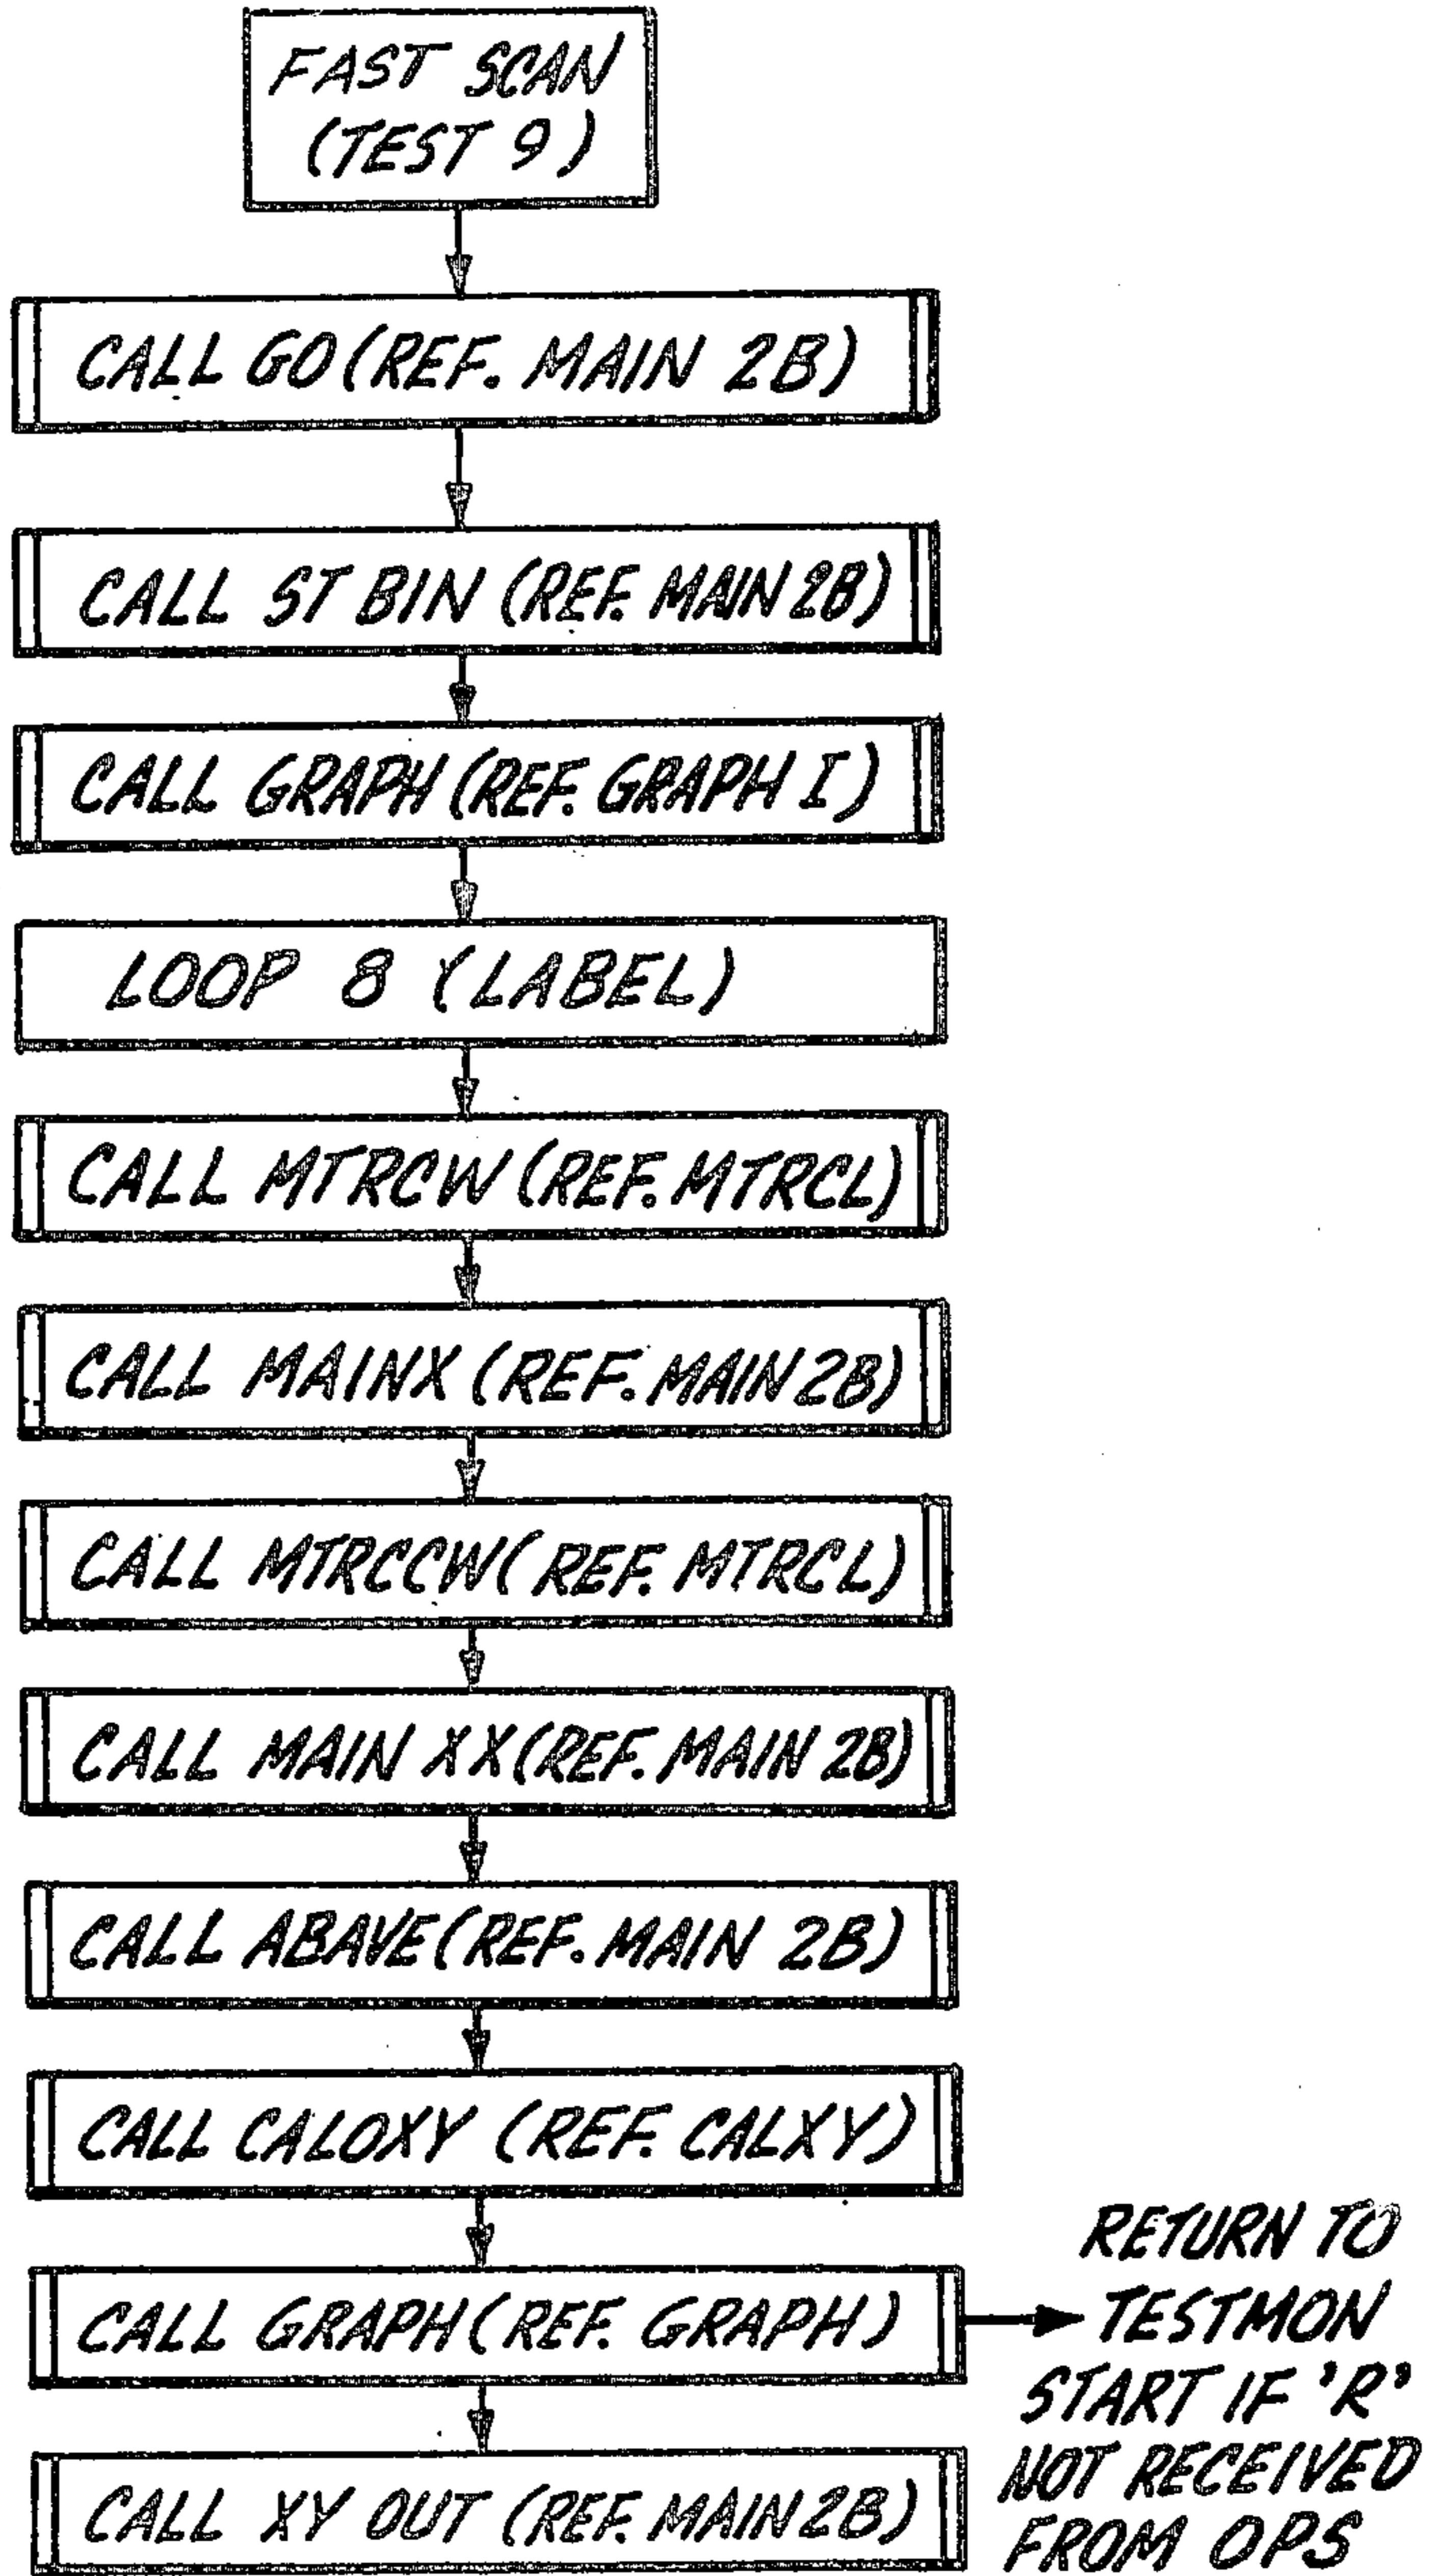 FAST SCAN
(TEST 9)
CALL GO (REF. MAIN 2B)
CALL ST BIN (REF. MAIN 2B)
CALL GRAPH (REF. GRAPH I)
LOOP 8 (LABEL)
CALL MTRCW (REF. MTRCL)
CALL MAINX (REF. MAIN 2B)
CALL MTRCCW (REF. MTRCL)
CALL MAIN XX (REF. MAIN 2B)
CALL ABAVE (REF. MAIN 2B)
CALL CALOXY (REF. CALXY)
CALL GRAPH (REF. GRAPH)
RETURN TO
TESTMON
START IF 'R'
NOT RECEIVED
FROM OPS
CALL XY OUT (REF. MAIN 2B)